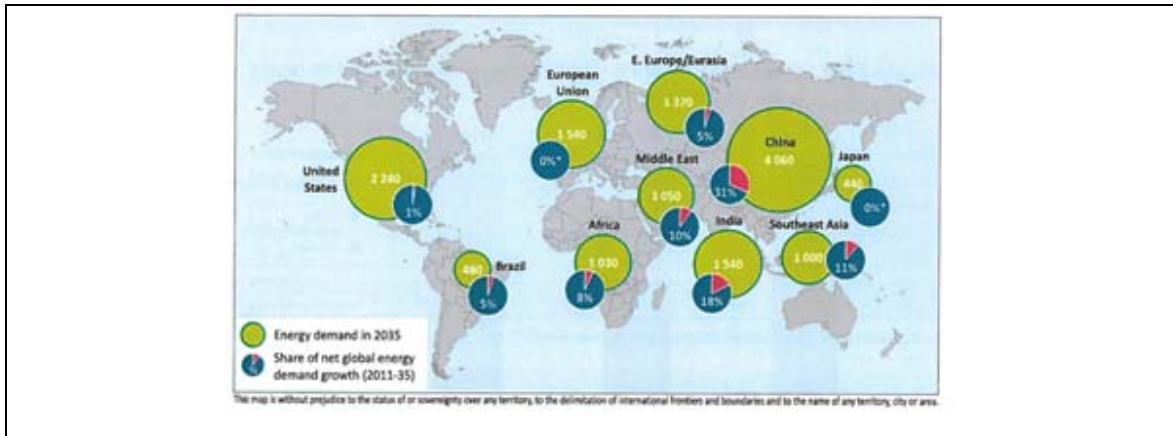 E. Europe/Eurasia
1 370
5%
European
Union
1 540
0%*
China
4 060
31%
Japan
440
0%*
Middle East
1 050
10%
United
States
2 240
1%
Africa
1 030
8%
India
1 540
18%
Southeast Asia
1 000
11%
Brazil
480
5%
Energy demand in 2035
Share of net global energy
demand growth (2011-35)
This map is without prejudice to the status of or sovereignty over any territory, to the delimitation of international frontiers and boundaries and to the name of any territory, city or area.